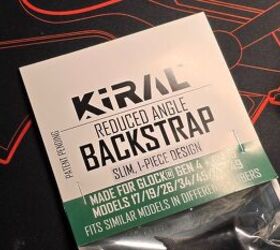 KiRAL™
PATENT PENDING
REDUCED ANGLE
BACKSTRAP
SLIM, 1-PIECE DESIGN
MADE FOR GLOCK® GEN 4
MODELS 17/19/26/34/45
FITS SIMILAR MODELS IN DIFFERENT